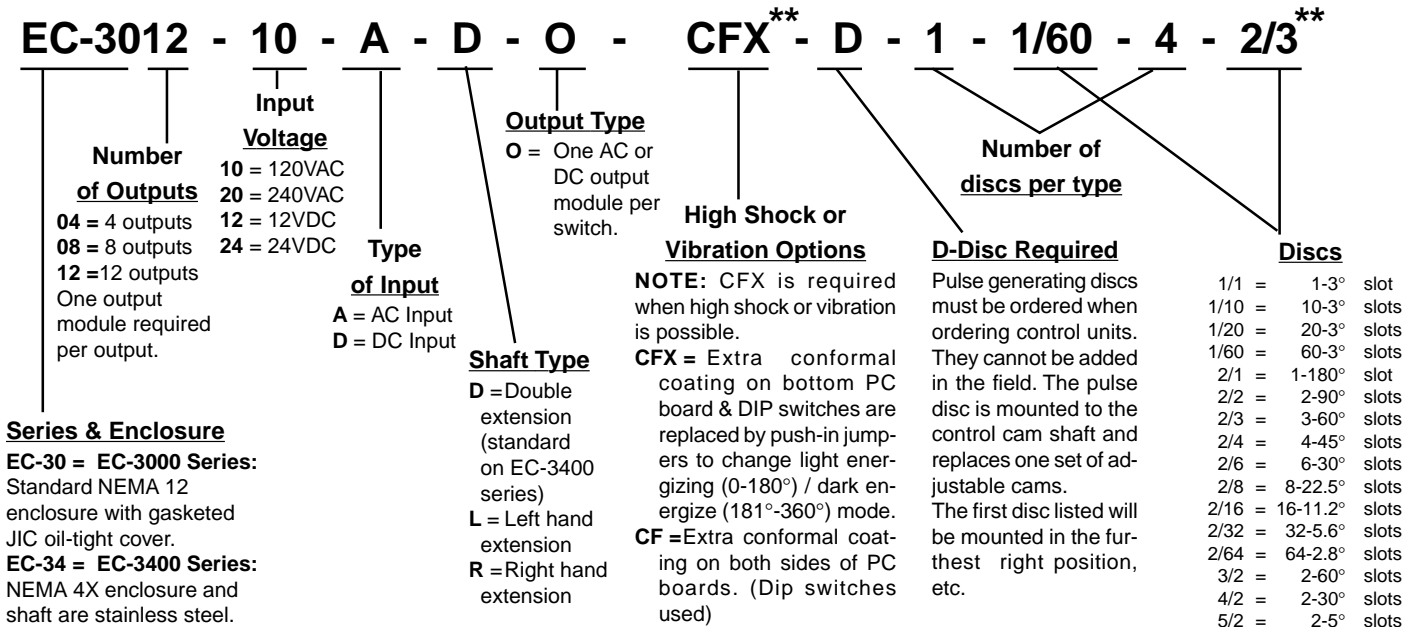 EC-3012 - 10 - A - D - O - CFX** - D - 1 - 1/60 - 4 - 2/3**
Series & Enclosure
EC-30 = EC-3000 Series:
Standard NEMA 12
enclosure with gasketed
JIC oil-tight cover.
EC-34 = EC-3400 Series:
NEMA 4X enclosure and
shaft are stainless steel.
Number
of Outputs
04 = 4 outputs
08 = 8 outputs
12 =12 outputs
One output
module required
per output.
Input
Voltage
10 = 120VAC
20 = 240VAC
12 = 12VDC
24 = 24VDC
Type
of Input
A = AC Input
D = DC Input
Shaft Type
D =Double
extension
(standard
on EC-3400
series)
L = Left hand
extension
R =Right hand
extension
Output Type
O = One AC or
DC output
module per
switch.
High Shock or
Vibration Options
NOTE: CFX is required
when high shock or vibration
is possible.
CFX = Extra conformal
coating on bottom PC
board & DIP switches are
replaced by push-in jump-
ers to change light ener-
gizing (0-180°) / dark en-
ergize (181°-360°) mode.
CF =Extra conformal coat-
ing on both sides of PC
boards. (Dip switches
used)
D-Disc Required
Pulse generating discs
must be ordered when
ordering control units.
They cannot be added
in the field. The pulse
disc is mounted to the
control cam shaft and
replaces one set of ad-
justable cams.
The first disc listed will
be mounted in the fur-
thest right position,
etc.
Number of
discs per type
Discs
1/1 = 1-3° slot
1/10 = 10-3° slots
1/20 = 20-3° slots
1/60 = 60-3° slots
2/1 = 1-180° slot
2/2 = 2-90° slots
2/3 = 3-60° slots
2/4 = 4-45° slots
2/6 = 6-30° slots
2/8 = 8-22.5° slots
2/16 = 16-11.2° slots
2/32 = 32-5.6° slots
2/64 = 64-2.8° slots
3/2 = 2-60° slots
4/2 = 2-30° slots
5/2 = 2-5° slots